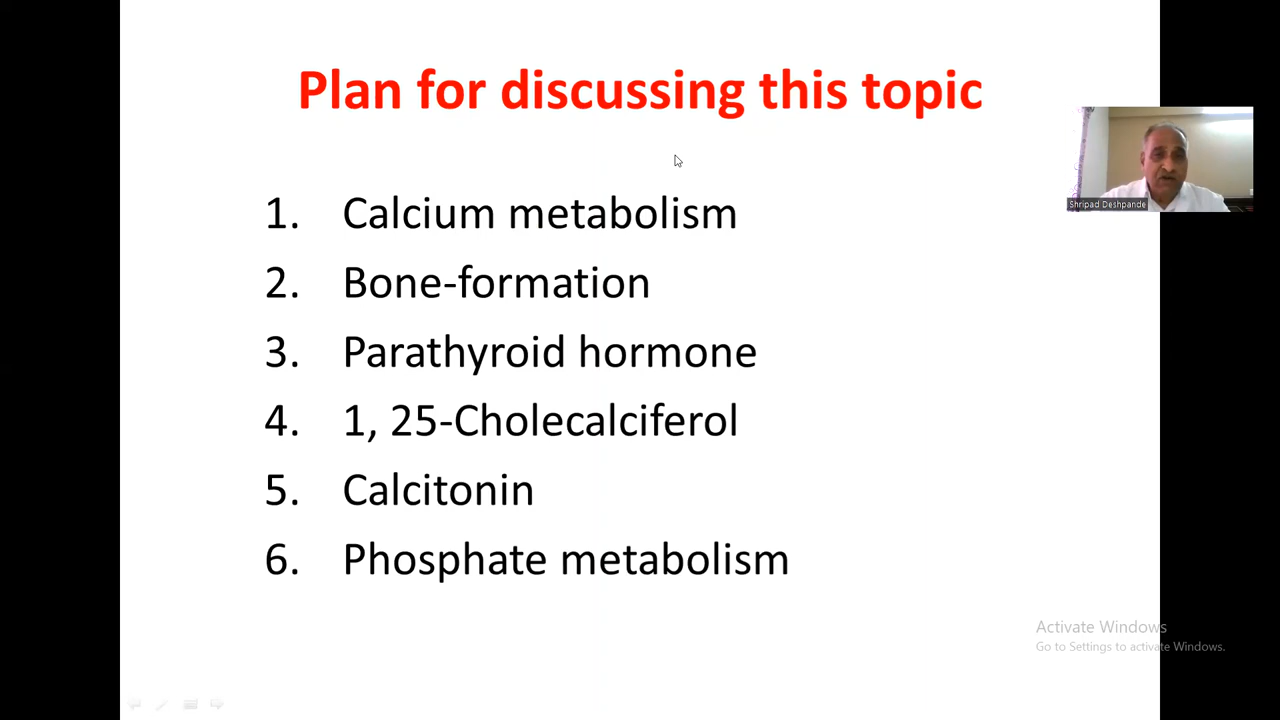 Plan for discussing this topic
1. Calcium metabolism
2. Bone-formation
3. Parathyroid hormone
4. 1, 25-Cholecalciferol
5. Calcitonin
6. Phosphate metabolism
Shripad Deshpande
Activate Windows
Go to Settings to activate Windows.